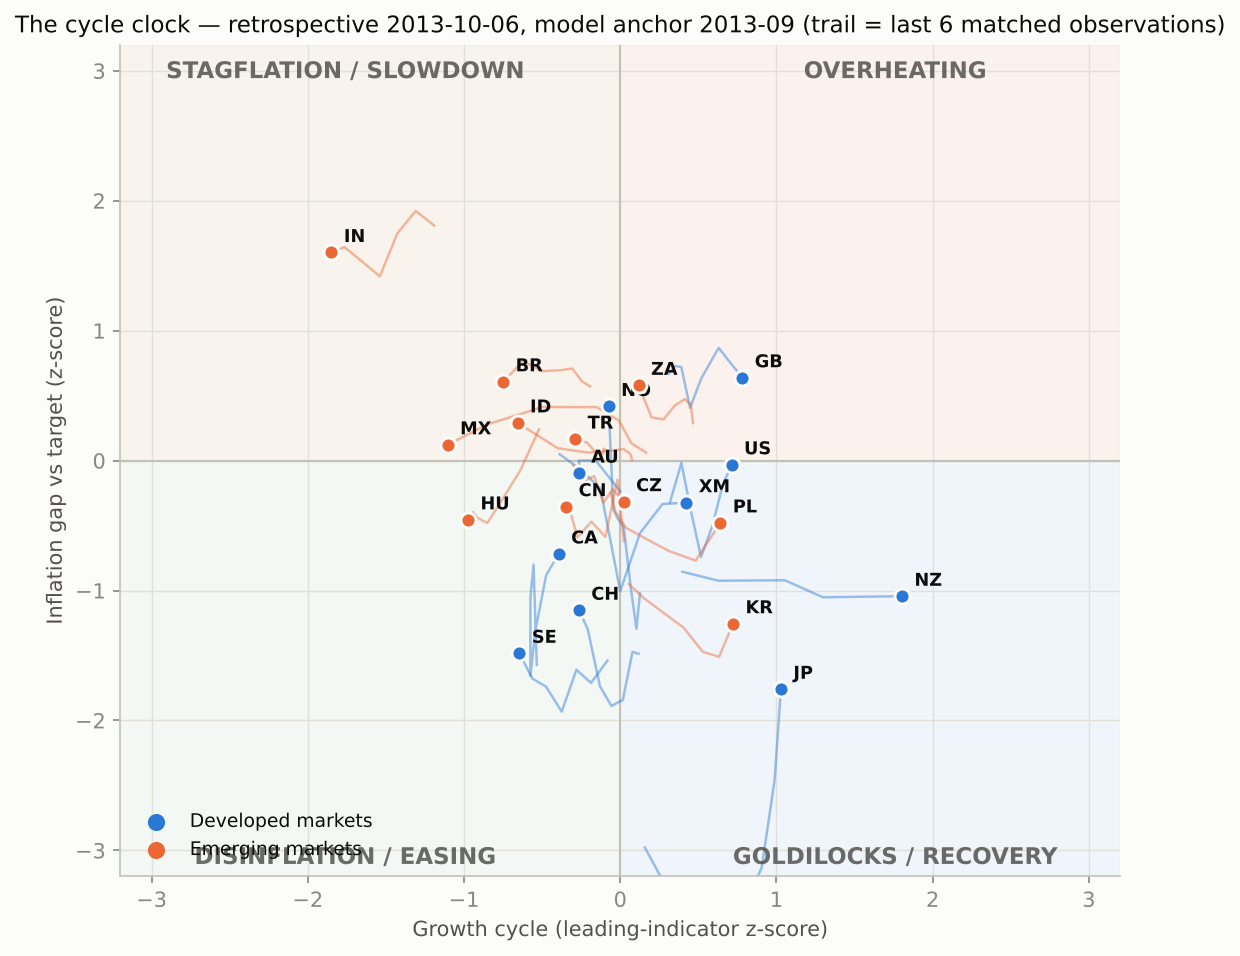 The cycle clock — retrospective 2013-10-06, model anchor 2013-09 (trail = last 6 matched observations)
STAGFLATION / SLOWDOWN
OVERHEATING
DISINFLATION / EASING
GOLDILOCKS / RECOVERY
IN
BR
ZA
GB
NO
ID
MX
TR
US
AU
CN
CZ
XM
HU
PL
CA
CH
NZ
KR
SE
JP
Developed markets
Emerging markets
3
2
1
0
−1
−2
−3
−3
−2
−1
0
1
2
3
Inflation gap vs target (z-score)
Growth cycle (leading-indicator z-score)